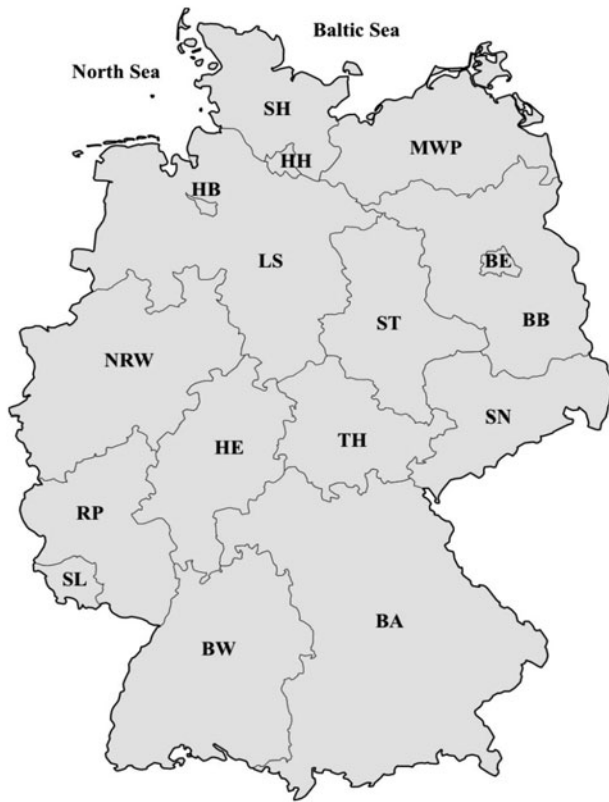 Baltic Sea
North Sea
SH
MWP
HH
HB
LS
BE
ST
BB
NRW
SN
HE
TH
RP
SL
BA
BW